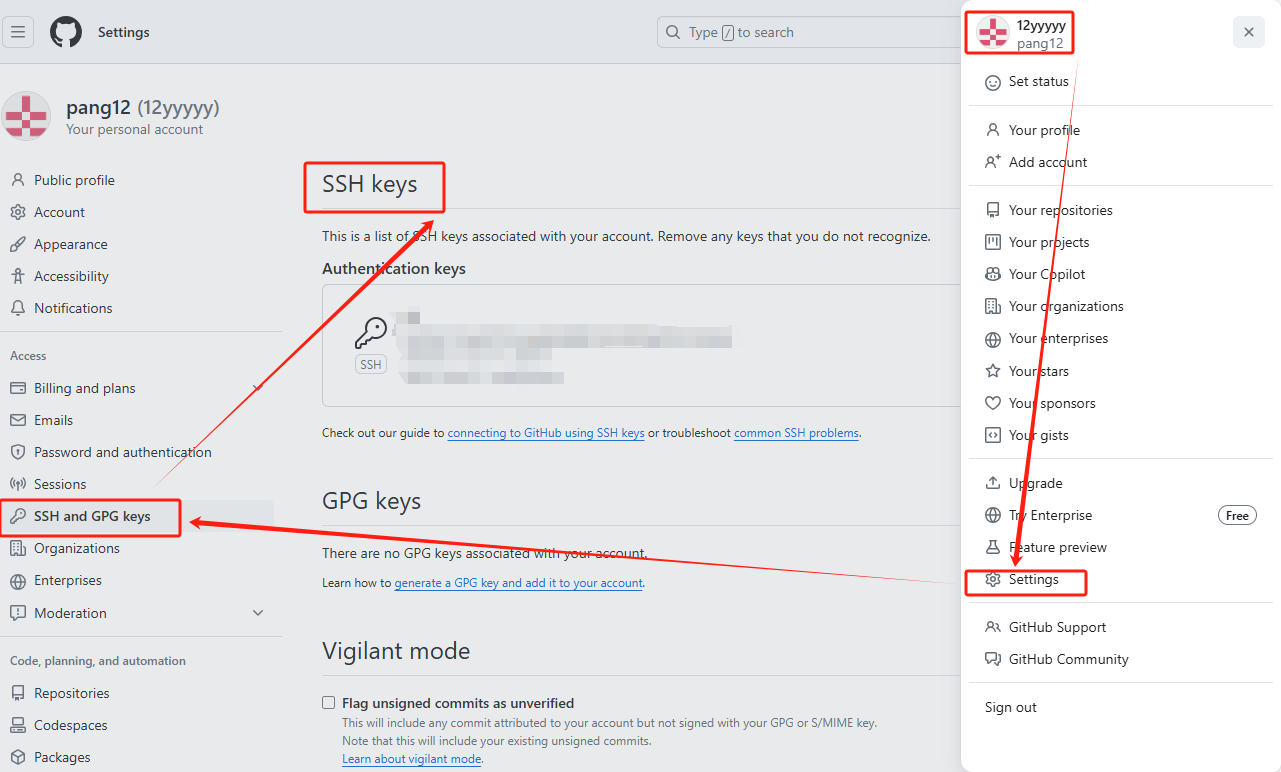 Settings
Type / to search
pang12 (12yyyyy)
Your personal account
Public profile
Account
Appearance
Accessibility
Notifications
Access
Billing and plans
Emails
Password and authentication
Sessions
SSH and GPG keys
Organizations
Enterprises
Moderation
Code, planning, and automation
Repositories
Codespaces
Packages
SSH keys
This is a list of SSH keys associated with your account. Remove any keys that you do not recognize.
Authentication keys
SSH
Check out our guide to connecting to GitHub using SSH keys or troubleshoot common SSH problems.
GPG keys
There are no GPG keys associated with your account.
Learn how to generate a GPG key and add it to your account.
Vigilant mode
Flag unsigned commits as unverified
This will include any commit attributed to your account but not signed with your GPG or S/MIME key.
Note that this will include your existing unsigned commits.
Learn about vigilant mode.
12yyyyy
pang12
Set status
Your profile
Add account
Your repositories
Your projects
Your Copilot
Your organizations
Your enterprises
Your stars
Your sponsors
Your gists
Upgrade
Try Enterprise
Free
Feature preview
Settings
GitHub Support
GitHub Community
Sign out